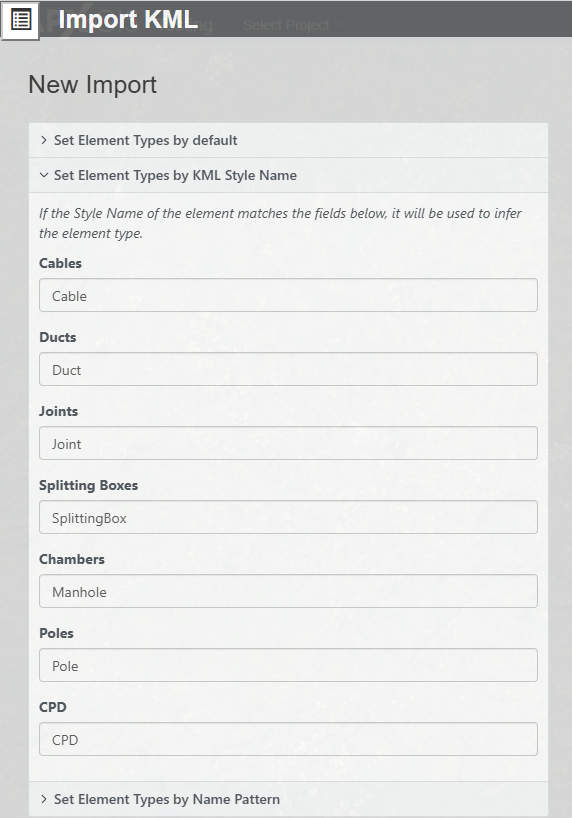 Import KML
Select Project
New Import
Set Element Types by default
Set Element Types by KML Style Name
If the Style Name of the element matches the fields below, it will be used to infer
the element type.
Cables
Cable
Ducts
Duct
Joints
Joint
Splitting Boxes
SplittingBox
Chambers
Manhole
Poles
Pole
CPD
CPD
Set Element Types by Name Pattern